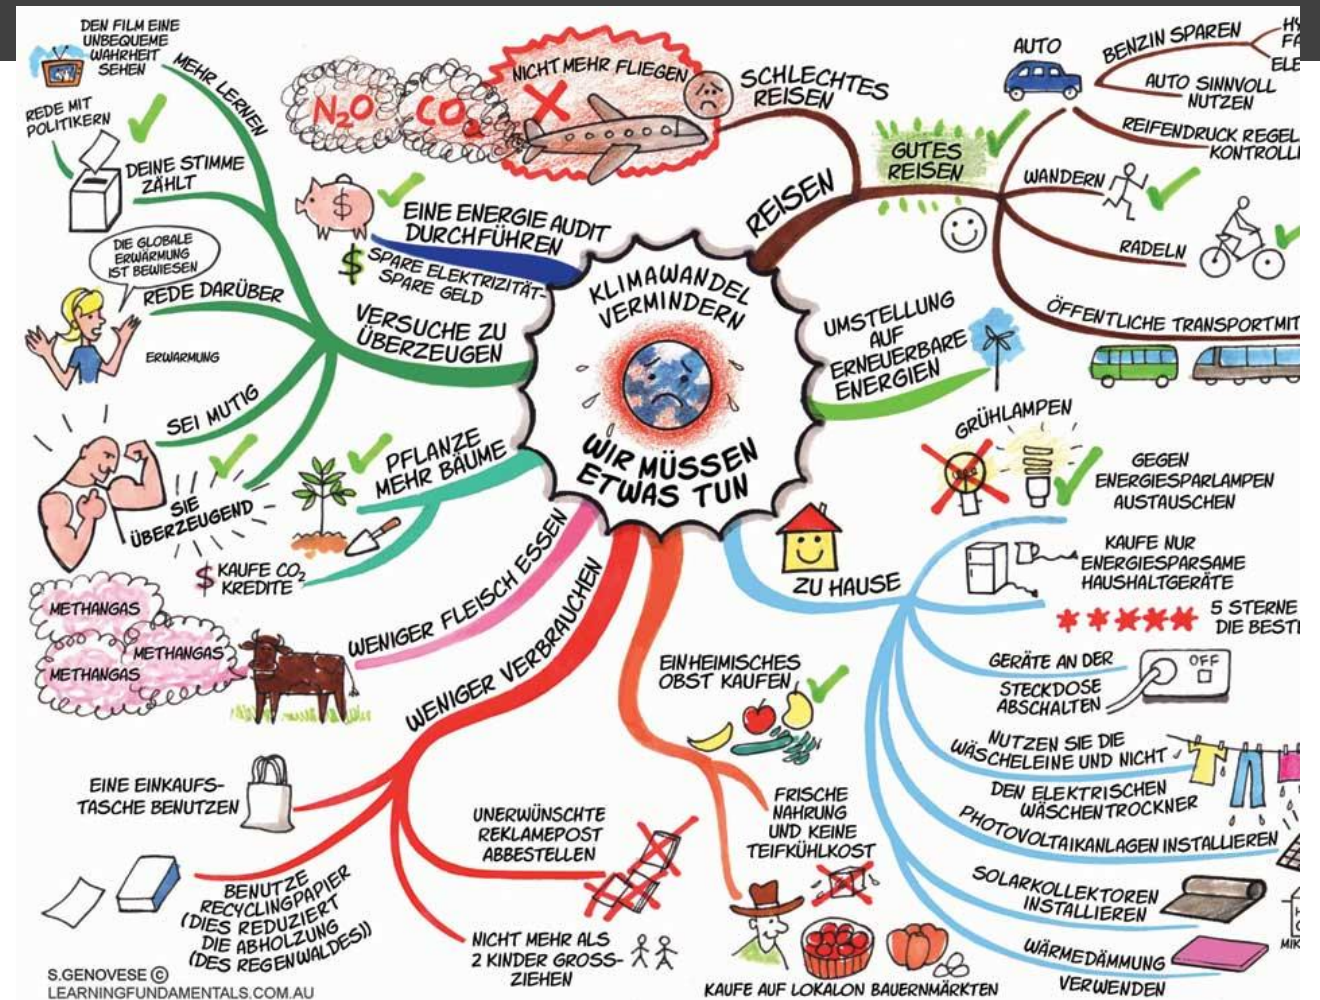 DEN FILM EINE
UNBEQUEME
WAHRHEIT
SEHEN
MEHR LERNEN
REDE MIT
POLITIKERN
DEINE STIMME
ZÄHLT
DIE GLOBALE
ERWÄRMUNG
IST BEWIESEN
REDE DARÜBER
ERWARMUNG
SEI MUTIG
SIE
ÜBERZEUGEND
VERSUCHE ZU
ÜBERZEUGEN
$
EINE ENERGIE AUDIT
DURCHFÜHREN
$ SPARE ELEKTRIZITÄT-
SPARE GELD
N2O
CO2
NICHT MEHR FLIEGEN
SCHLECHTES
REISEN
REISEN
GUTES
REISEN
AUTO
BENZIN SPAREN
AUTO SINNVOLL
NUTZEN
REIFENDRUCK REGEL
KONTROLLI
WANDERN
RADELN
ÖFFENTLICHE TRANSPORTMIT
KLIMAWANDEL
VERMINDERN
WIR MÜSSEN
ETWAS TUN
UMSTELLUNG
AUF
ERNEUERBARE
ENERGIEN
GRÜHLAMPEN
GEGEN
ENERGIESPARLAMPEN
AUSTAUSCHEN
ZU HAUSE
KAUFE NUR
ENERGIESPARSAME
HAUSHALTGERÄTE
5 STERNE
DIE BESTE
GERÄTE AN DER
STECKDOSE
ABSCHALTEN
OFF
NUTZEN SIE DIE
WÄSCHELEINE UND NICHT
DEN ELEKTRISCHEN
WÄSCHENTROCKNER
PHOTOVOLTAIKANLAGEN INSTALLIEREN
SOLARKOLLEKTOREN
INSTALLIEREN
WÄRMEDÄMMUNG
VERWENDEN
PFLANZE
MEHR BÄUME
$ KAUFE CO2
KREDITE
WENIGER FLEISCH ESSEN
METHANGAS
METHANGAS
METHANGAS
WENIGER VERBRAUCHEN
EINE EINKAUFS-
TASCHE BENUTZEN
BENUTZE
RECYCLINGPAPIER
(DIES REDUZIERT
DIE ABHOLZUNG
(DES REGENWALDES))
UNERWÜNSCHTE
REKLAMEPOST
ABBESTELLEN
NICHT MEHR ALS
2 KINDER GROSS-
ZIEHEN
EINHEIMISCHES
OBST KAUFEN
FRISCHE
NAHRUNG
UND KEINE
TEIFKÜHLKOST
KAUFE AUF LOKALON BAUERNMÄRKTEN
S.GENOVESE ©
LEARNINGFUNDAMENTALS.COM.AU